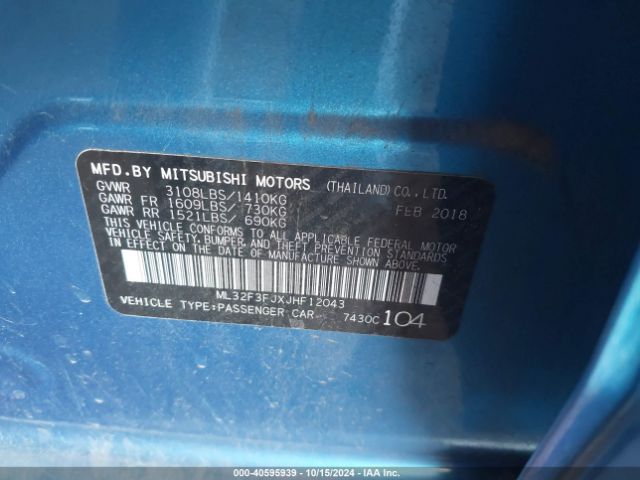 MFD.BY MITSUBISHI MOTORS (THAILAND) CO., LTD.
GVWR 3108LBS/1410KG
GAWR FR 1609LBS/ 730KG FEB 2018
GAWR RR 1521LBS/ 690KG
THIS VEHICLE CONFORMS TO ALL APPLICABLE FEDERAL MOTOR
VEHICLE SAFETY, BUMPER, AND THEFT PREVENTION STANDARDS
IN EFFECT ON THE DATE OF MANUFACTURE SHOWN ABOVE.
ML32F3FJXJHF12043
VEHICLE TYPE:PASSENGER CAR 7430C 104
000-40595939 - 10/15/2024 - IAA Inc.